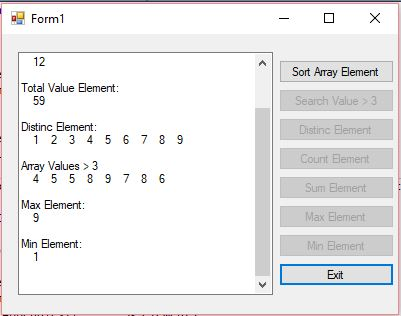 Form1
12
Total Value Element:
59
Distinc Element:
1 2 3 4 5 6 7 8 9
Array Values > 3
4 5 5 8 9 7 8 6
Max Element:
9
Min Element:
1
Sort Array Element
Search Value > 3
Distinc Element
Count Element
Sum Element
Max Element
Min Element
Exit